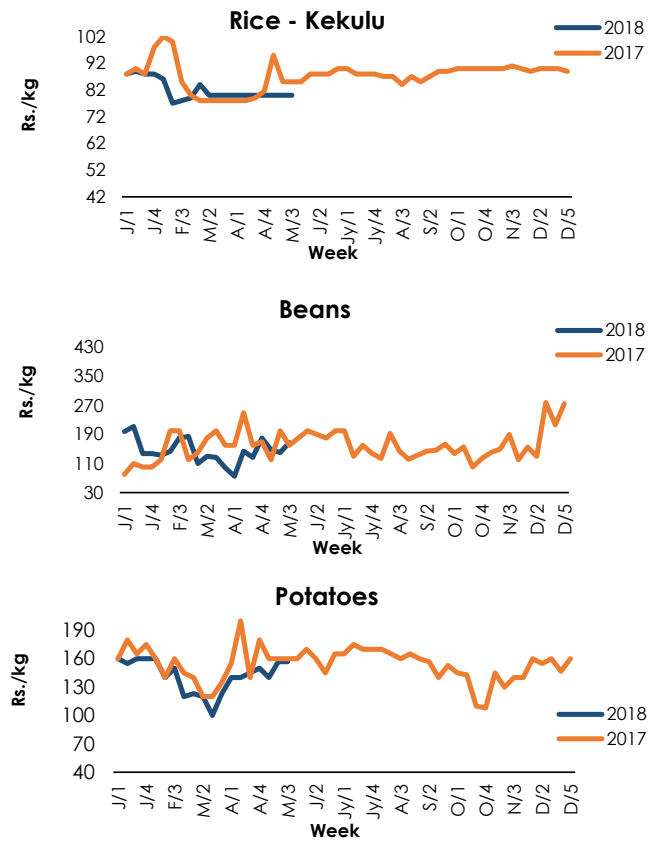 Rice - Kekulu
2018
2017
Rs./kg
102
92
82
72
62
52
42
J/1
J/4
F/3
M/2
A/1
A/4
M/3
J/2
Jy/1
Jy/4
A/3
S/2
O/1
O/4
N/3
D/2
D/5
Week
Beans
2018
2017
Rs./kg
430
350
270
190
110
30
J/1
J/4
F/3
M/2
A/1
A/4
M/3
J/2
Jy/1
Jy/4
A/3
S/2
O/1
O/4
N/3
D/2
D/5
Week
Potatoes
Rs./kg
190
160
130
100
70
40
2018
2017
J/1
J/4
F/3
M/2
A/1
A/4
M/3
J/2
Jy/1
Jy/4
A/3
S/2
O/1
O/4
N/3
D/2
D/5
Week